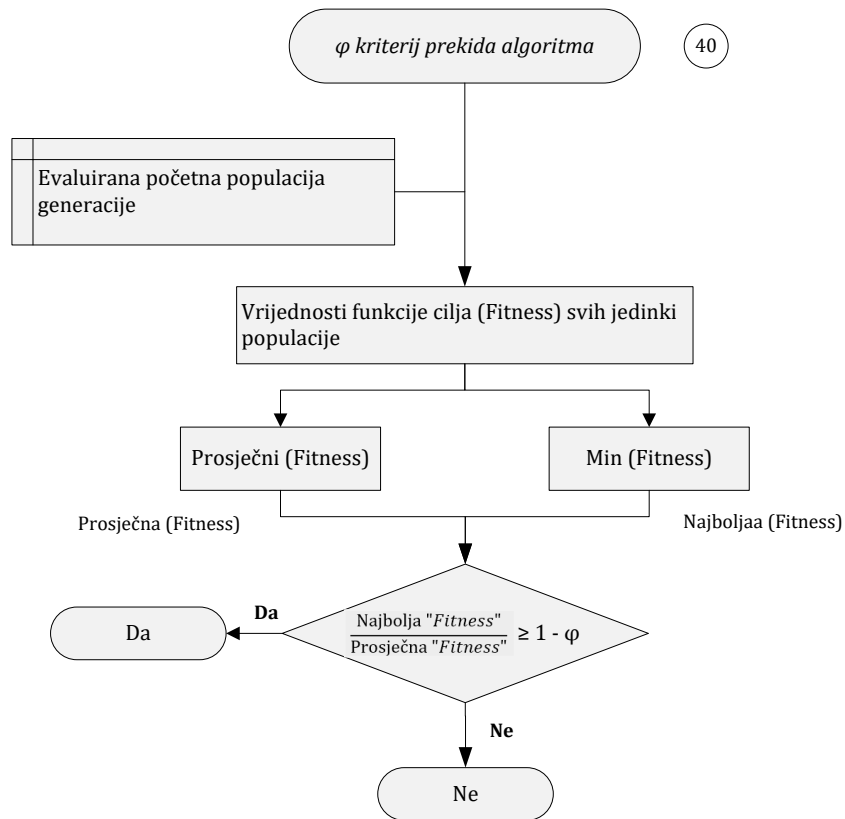 φ kriterij prekida algoritma
40
Evaluirana početna populacija
generacije
Vrijednosti funkcije cilja (Fitness) svih jedinki
populacije
Prosječni (Fitness)
Min (Fitness)
Prosječna (Fitness)
Najboljaa (Fitness)
Da
Da
Najbolja "Fitness"
Prosječna "Fitness"
≥ 1 - φ
Ne
Ne